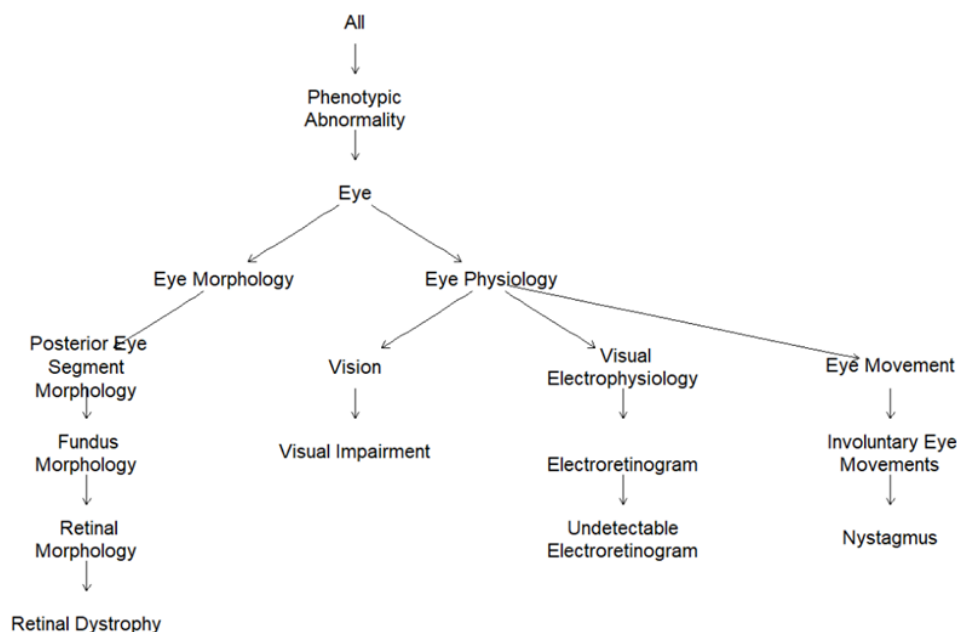 All
Phenotypic
Abnormality
Eye
Eye Morphology
Eye Physiology
Posterior Eye
Segment
Morphology
Vision
Visual
Electrophysiology
Eye Movement
Fundus
Morphology
Visual Impairment
Electroretinogram
Involuntary Eye
Movements
Retinal
Morphology
Undetectable
Electroretinogram
Nystagmus
Retinal Dystrophy